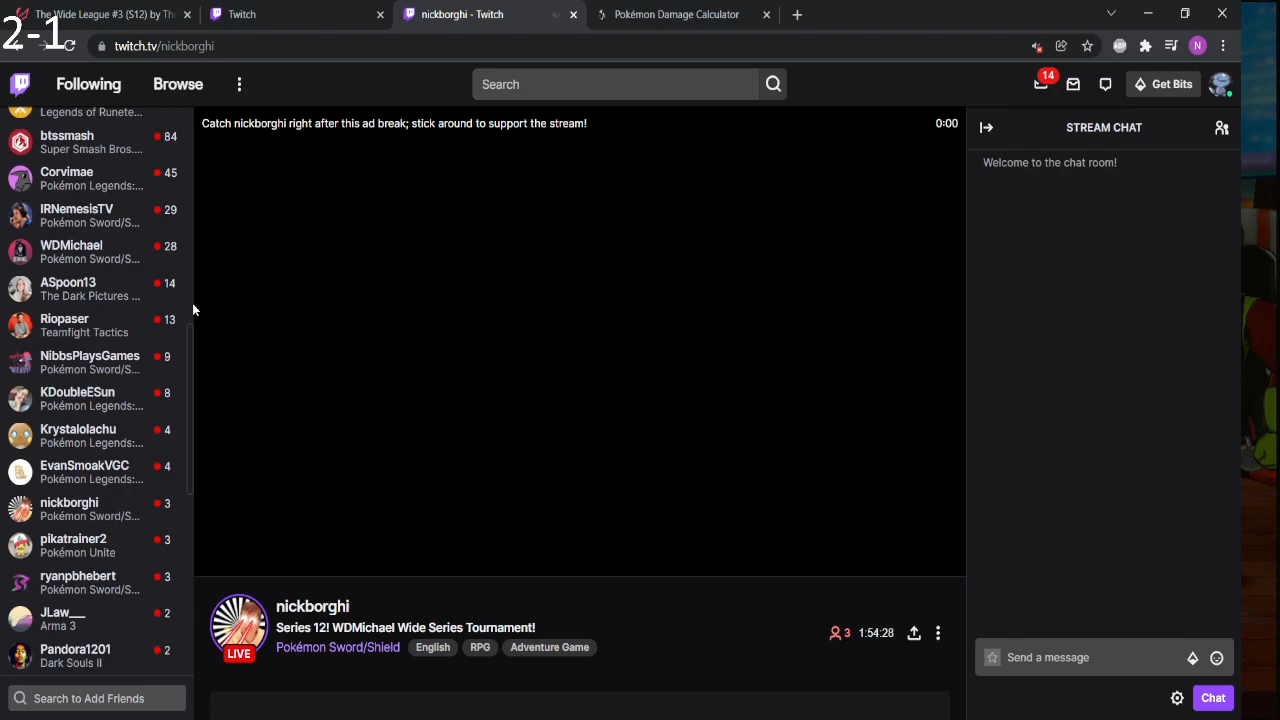 The Wide League #3 (S12) by The
Twitch
nickborghi - Twitch
Pokémon Damage Calculator
2-1
twitch.tv/nickborghi
ABP
N
Following
Browse
Search
14
Get Bits
Legends of Runete...
btssmash
84
Super Smash Bros....
Corvimae
45
Pokémon Legends:...
IRNemesisTV
29
Pokémon Sword/S...
WDMichael
28
Pokémon Sword/S...
ASpoon13
14
The Dark Pictures ...
Riopaser
13
Teamfight Tactics
NibbsPlaysGames
9
Pokémon Sword/S...
KDoubleESun
8
Pokémon Legends:...
Krystalolachu
4
Pokémon Legends:...
EvanSmoakVGC
4
Pokémon Legends:...
nickborghi
3
Pokémon Sword/S...
pikatrainer2
3
Pokémon Unite
ryanpbhebert
3
Pokémon Sword/S...
JLaw__
2
Arma 3
Pandora1201
2
Dark Souls II
Search to Add Friends
Catch nickborghi right after this ad break; stick around to support the stream!
0:00
nickborghi
Series 12! WDMichael Wide Series Tournament!
Pokémon Sword/Shield
English
RPG
Adventure Game
LIVE
3
1:54:28
STREAM CHAT
Welcome to the chat room!
Send a message
Chat